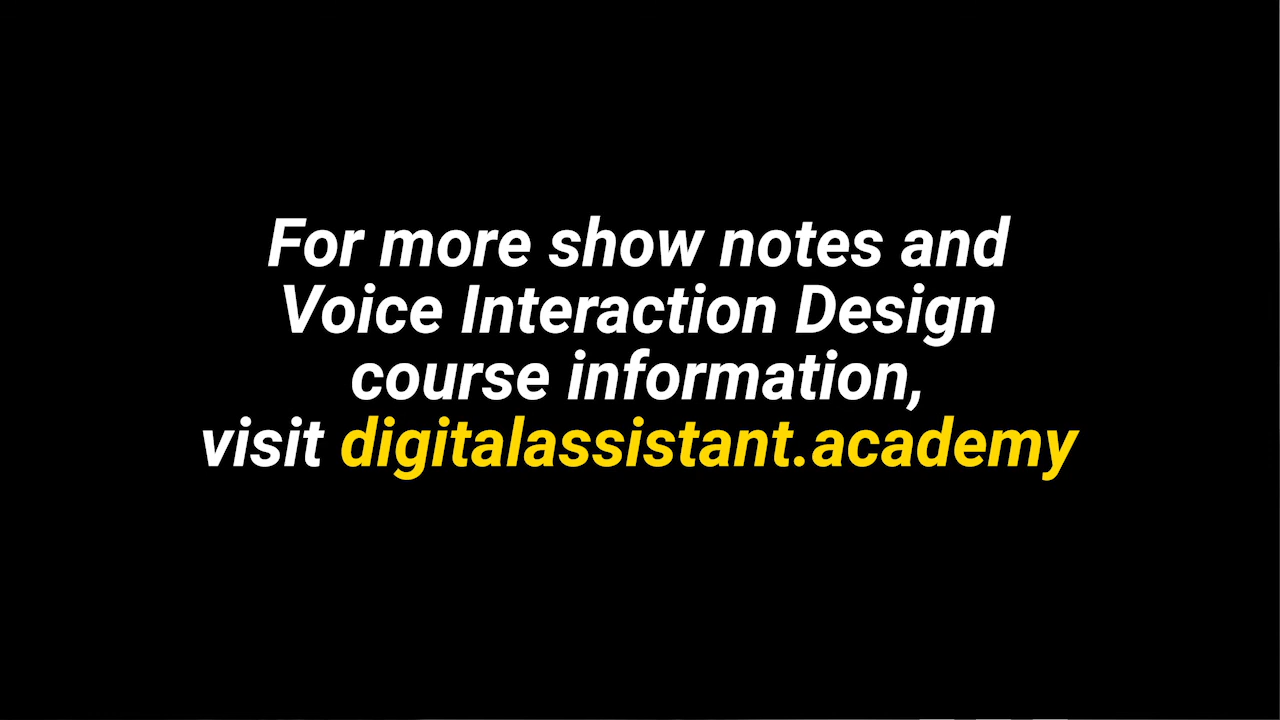 For more show notes and
Voice Interaction Design
course information,
visit digitalassistant.academy